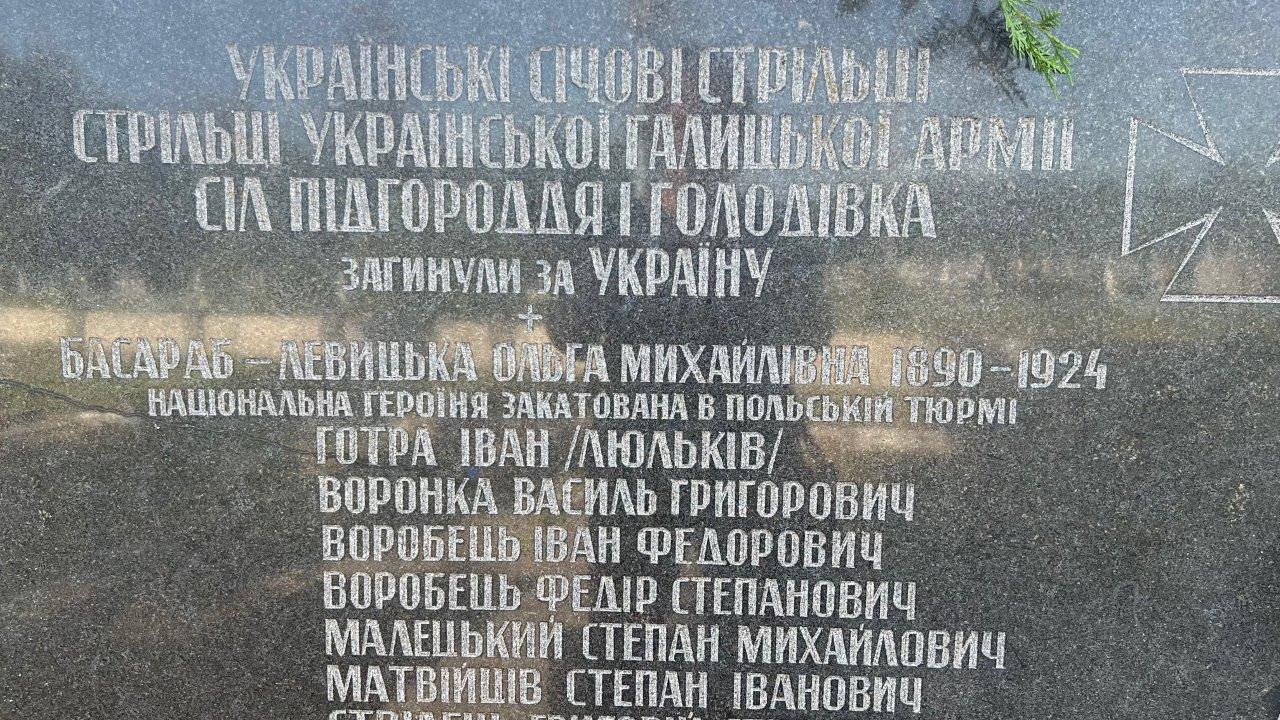 УКРАЇНСЬКІ СІЧОВІ СТРІЛЬЦІ
СТРІЛЬЦІ УКРАЇНСЬКОЇ ГАЛИЦЬКОЇ АРМІЇ
СІЛ ПІДГОРОДДЯ І ГОЛОДІВКА
ЗАГИНУЛИ ЗА УКРАЇНУ
+
БАСАРАБ – ЛЕВИЦЬКА ОЛЬГА МИХАЙЛІВНА 1890 – 1924
НАЦІОНАЛЬНА ГЕРОЇНЯ ЗАКАТОВАНА В ПОЛЬСЬКІЙ ТЮРМІ
ГОТРА ІВАН /ЛЮЛЬКІВ/
ВОРОНКА ВАСИЛЬ ГРИГОРОВИЧ
ВОРОБЕЦЬ ІВАН ФЕДОРОВИЧ
ВОРОБЕЦЬ ФЕДІР СТЕПАНОВИЧ
МАЛЕЦЬКИЙ СТЕПАН МИХАЙЛОВИЧ
МАТВІЙЦІВ СТЕПАН ІВАНОВИЧ